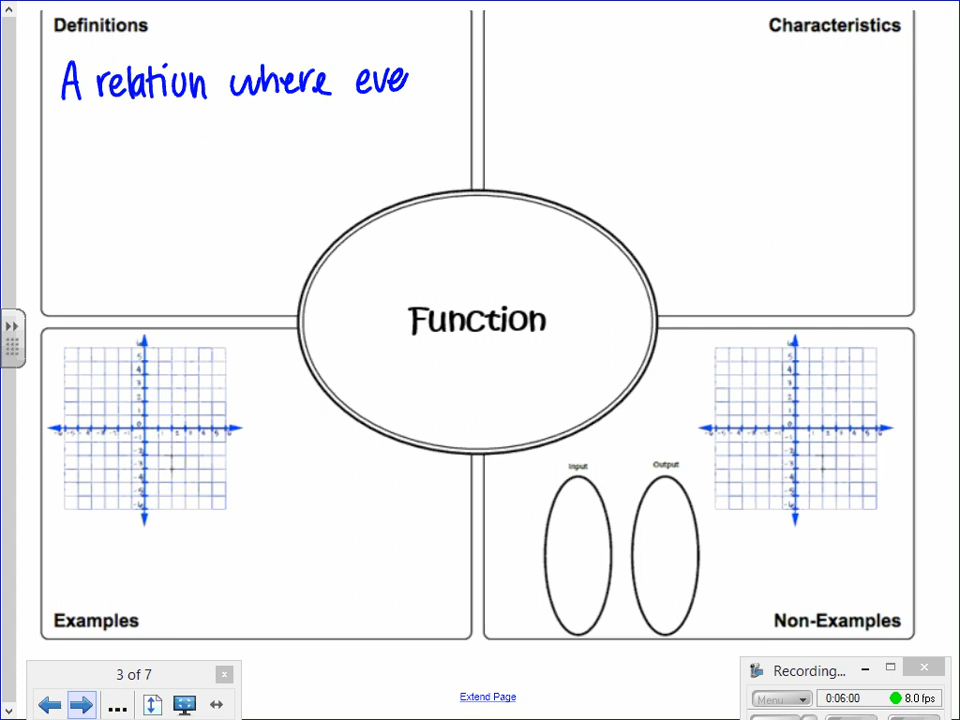 Definitions
Characteristics
A relation where eve
Function
Input
Output
Examples
Non-Examples
3 of 7
Extend Page
Recording...
Menu
0:06:00
8.0 fps